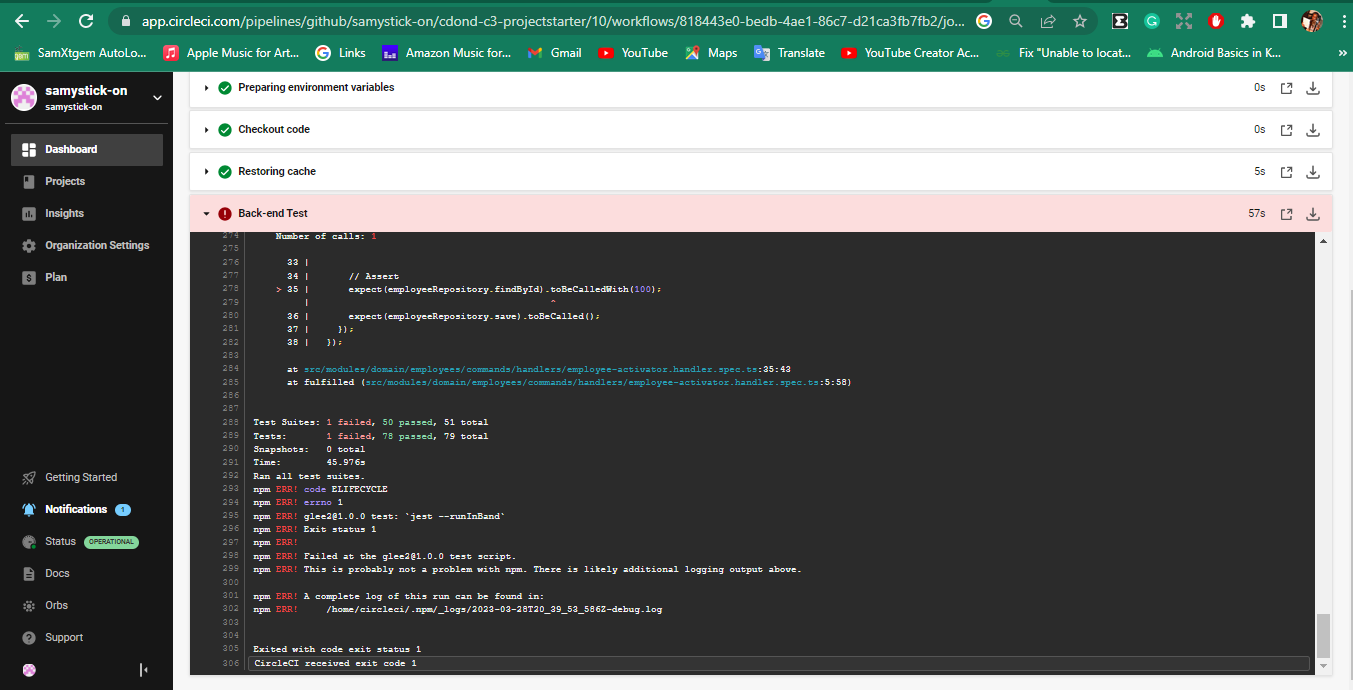 app.circleci.com/pipelines/github/samystick-on/cdond-c3-projectstarter/10/workflows/818443e0-bedb-4ae1-86c7-d21ca3fb7fb2/jo...
SamXtgem AutoLo...
Apple Music for Art...
Links
Amazon Music for...
Gmail
YouTube
Maps
Translate
YouTube Creator Ac...
Fix "Unable to locat...
Android Basics in K...
»
samystick-on
samystick-on
Dashboard
Projects
Insights
Organization Settings
Plan
Getting Started
Notifications 1
Status OPERATIONAL
Docs
Orbs
Support
Preparing environment variables 0s
Checkout code 0s
Restoring cache 5s
Back-end Test 57s
274 Number of calls: 1
275
276 33 |
277 34 | // Assert
278 > 35 | expect(employeeRepository.findById).toBeCalledWith(100);
279 | ^
280 36 | expect(employeeRepository.save).toBeCalled();
281 37 | });
282 38 | });
283
284 at src/modules/domain/employees/commands/handlers/employee-activator.handler.spec.ts:35:43
285 at fulfilled (src/modules/domain/employees/commands/handlers/employee-activator.handler.spec.ts:5:58)
286
287
288 Test Suites: 1 failed, 50 passed, 51 total
289 Tests: 1 failed, 78 passed, 79 total
290 Snapshots: 0 total
291 Time: 45.976s
292 Ran all test suites.
293 npm ERR! code ELIFECYCLE
294 npm ERR! errno 1
295 npm ERR! glee2@1.0.0 test: `jest --runInBand`
296 npm ERR! Exit status 1
297 npm ERR!
298 npm ERR! Failed at the glee2@1.0.0 test script.
299 npm ERR! This is probably not a problem with npm. There is likely additional logging output above.
300
301 npm ERR! A complete log of this run can be found in:
302 npm ERR! /home/circleci/.npm/_logs/2023-03-28T20_39_53_586Z-debug.log
303
304
305 Exited with code exit status 1
306 CircleCI received exit code 1